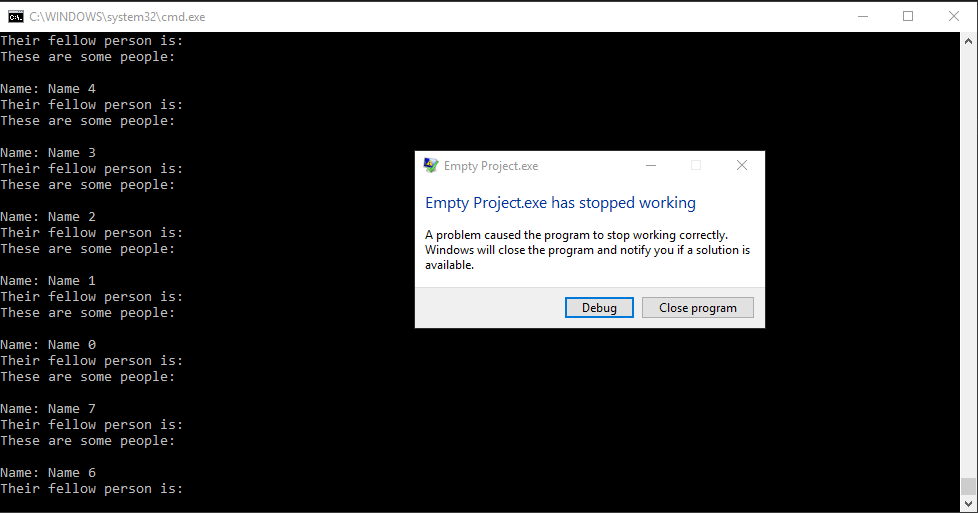 C:\WINDOWS\system32\cmd.exe
Their fellow person is:
These are some people:
Name: Name 4
Their fellow person is:
These are some people:
Name: Name 3
Their fellow person is:
These are some people:
Name: Name 2
Their fellow person is:
These are some people:
Name: Name 1
Their fellow person is:
These are some people:
Name: Name 0
Their fellow person is:
These are some people:
Name: Name 7
Their fellow person is:
These are some people:
Name: Name 6
Their fellow person is:
Empty Project.exe
Empty Project.exe has stopped working
A problem caused the program to stop working correctly.
Windows will close the program and notify you if a solution is
available.
Debug
Close program